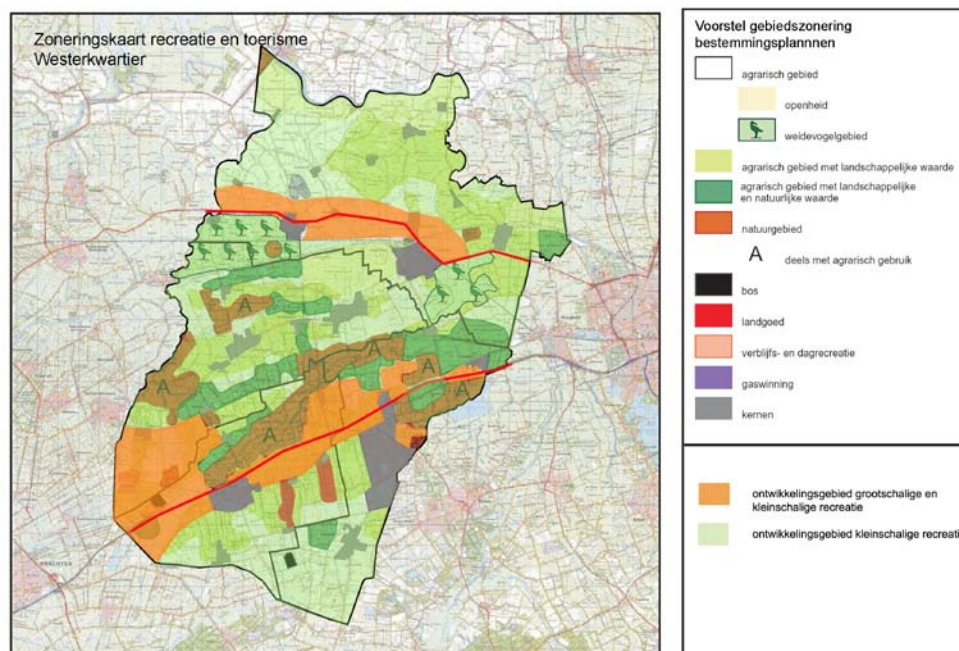 Zoneringskaart recreatie en toerisme
Westerkwartier
A
A
A
A
A
A
DRACHTEN
Voorstel gebiedszonering
bestemmingsplannnen
agrarisch gebied
openheid
weidevogelgebied
agrarisch gebied met landschappelijke waarde
agrarisch gebied met landschappelijke
en natuurlijke waarde
natuurgebied
A deels met agrarisch gebruik
bos
landgoed
verblijfs- en dagrecreatie
gaswinning
kernen
ontwikkelingsgebied grootschalige en
kleinschalige recreatie
ontwikkelingsgebied kleinschalige recreati